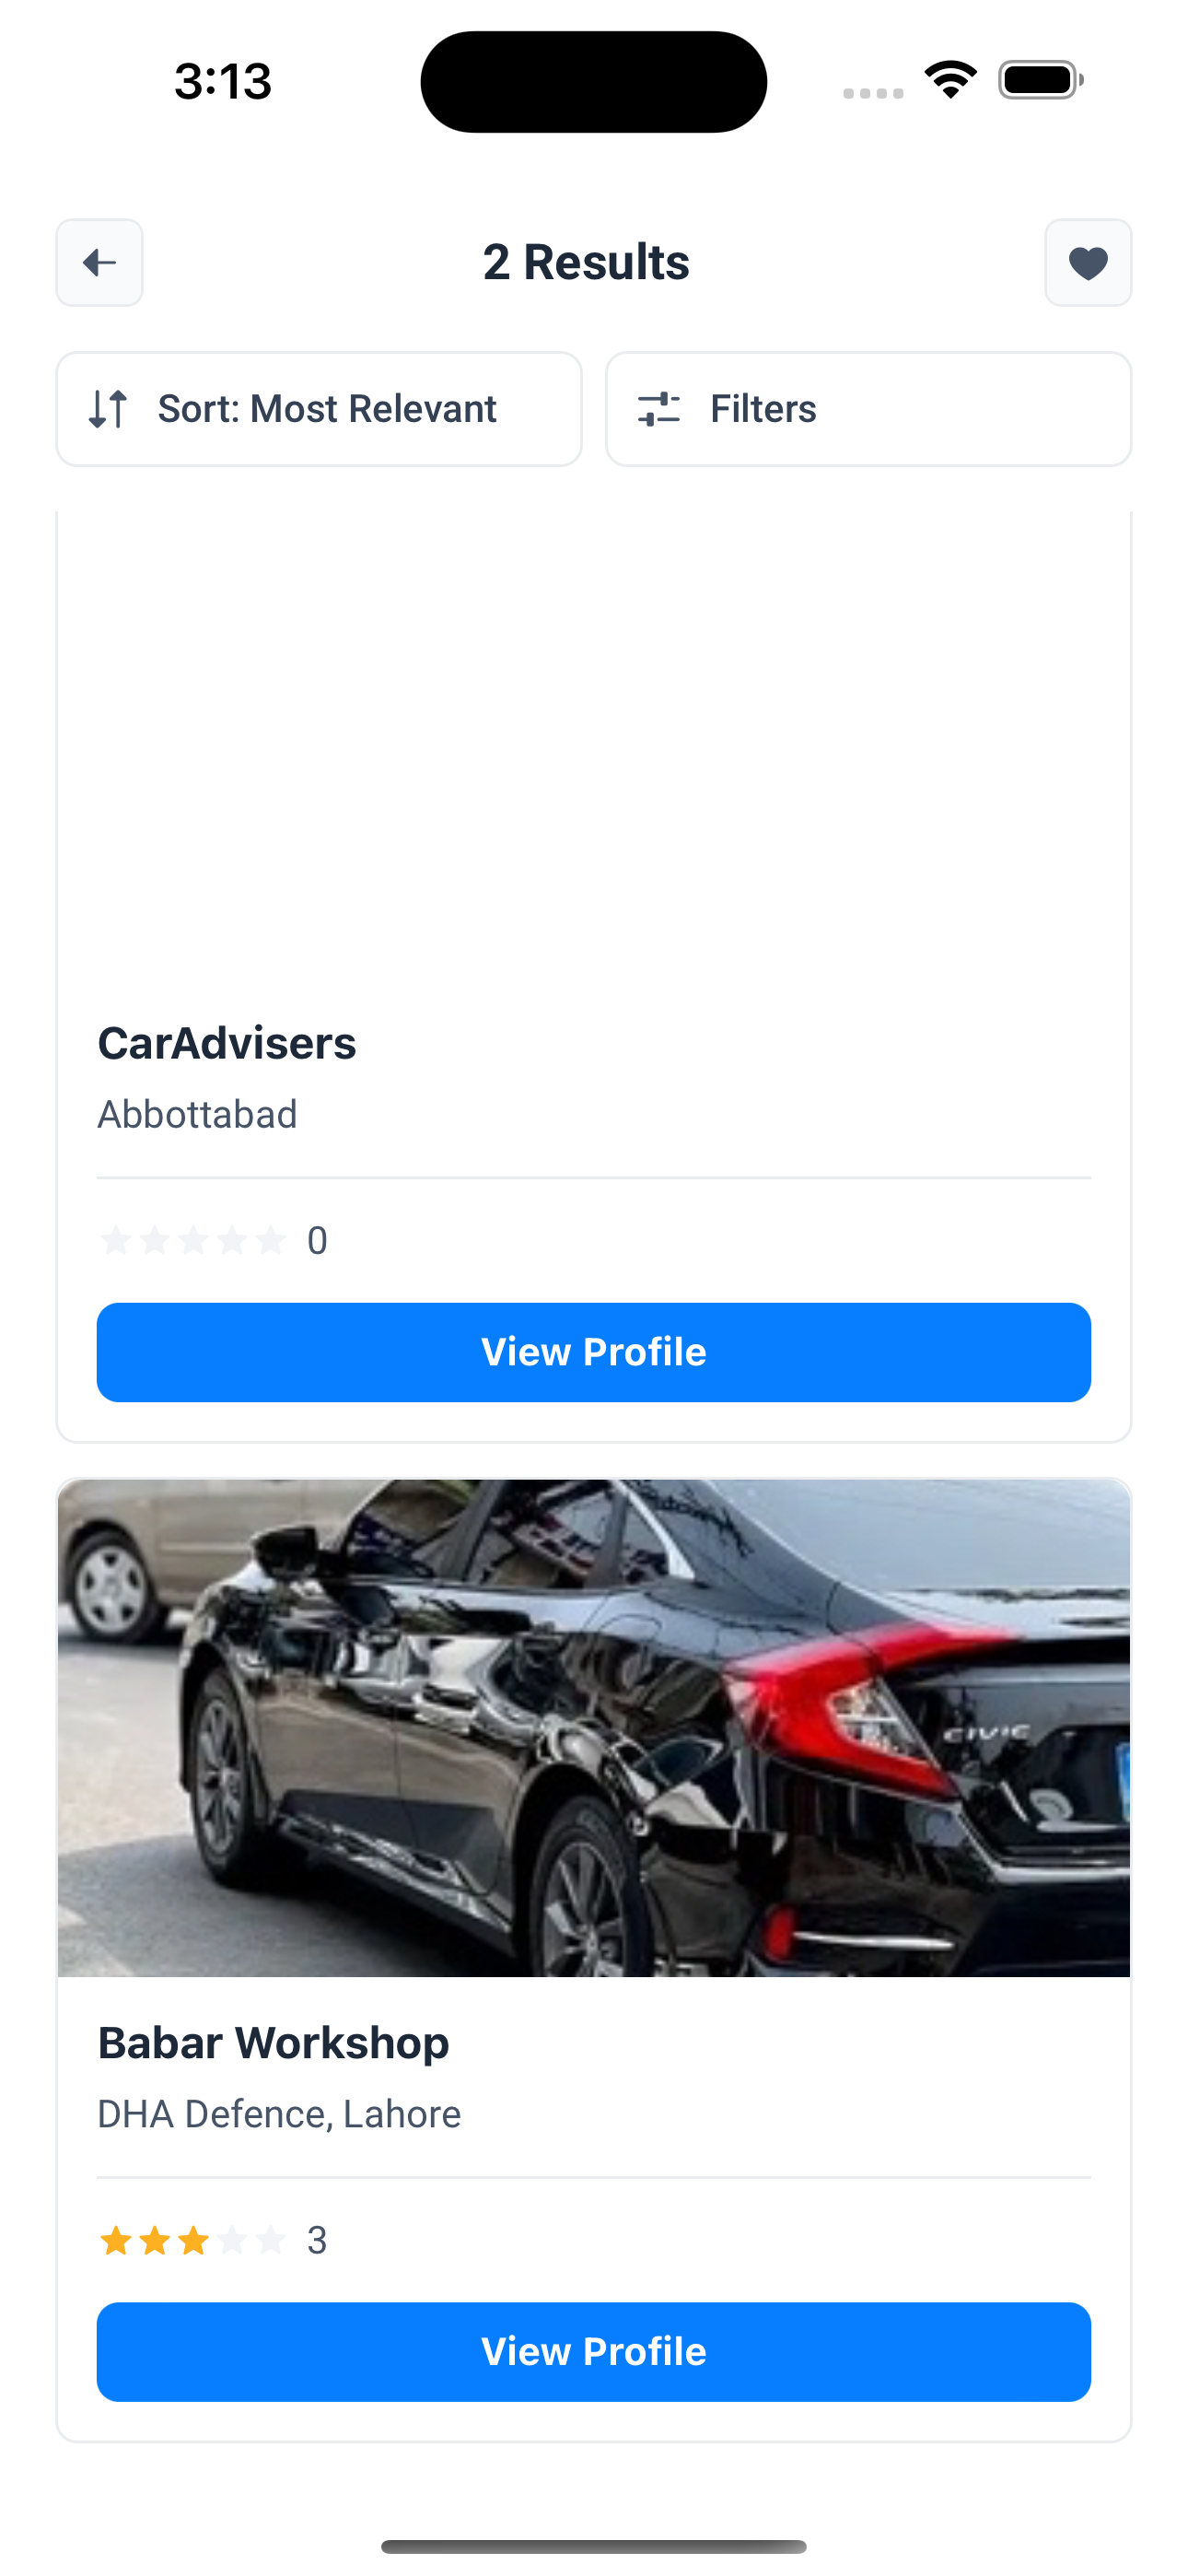 3:13
2 Results
Sort: Most Relevant
Filters
CarAdvisers
Abbottabad
0
View Profile
CIVIC
Babar Workshop
DHA Defence, Lahore
3
View Profile